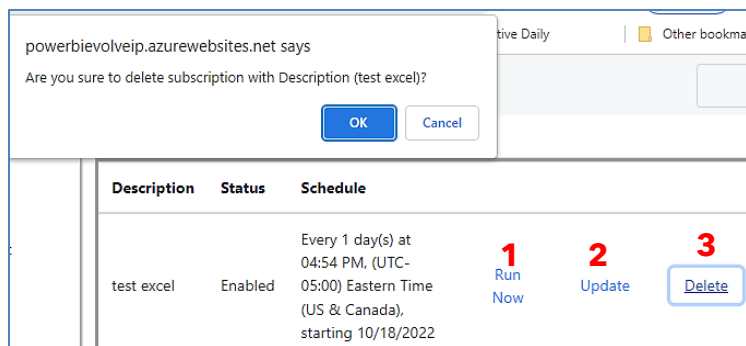 powerbievolveip.azurewebsites.net says
Are you sure to delete subscription with Description (test excel)?
OK
Cancel
tive Daily
Other bookma
Description Status Schedule
Every 1 day(s) at
04:54 PM, (UTC-
05:00) Eastern Time
(US & Canada),
starting 10/18/2022
test excel
Enabled
1
Run
Now
2
Update
3
Delete